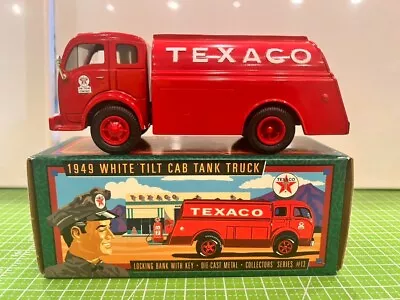 TEXACO
1949 WHITE TILT CAB TANK TRUCK
TEXACO
TEXACO
TEXACO
LOCKING BANK WITH KEY • DIE-CAST METAL • COLLECTORS' SERIES #12